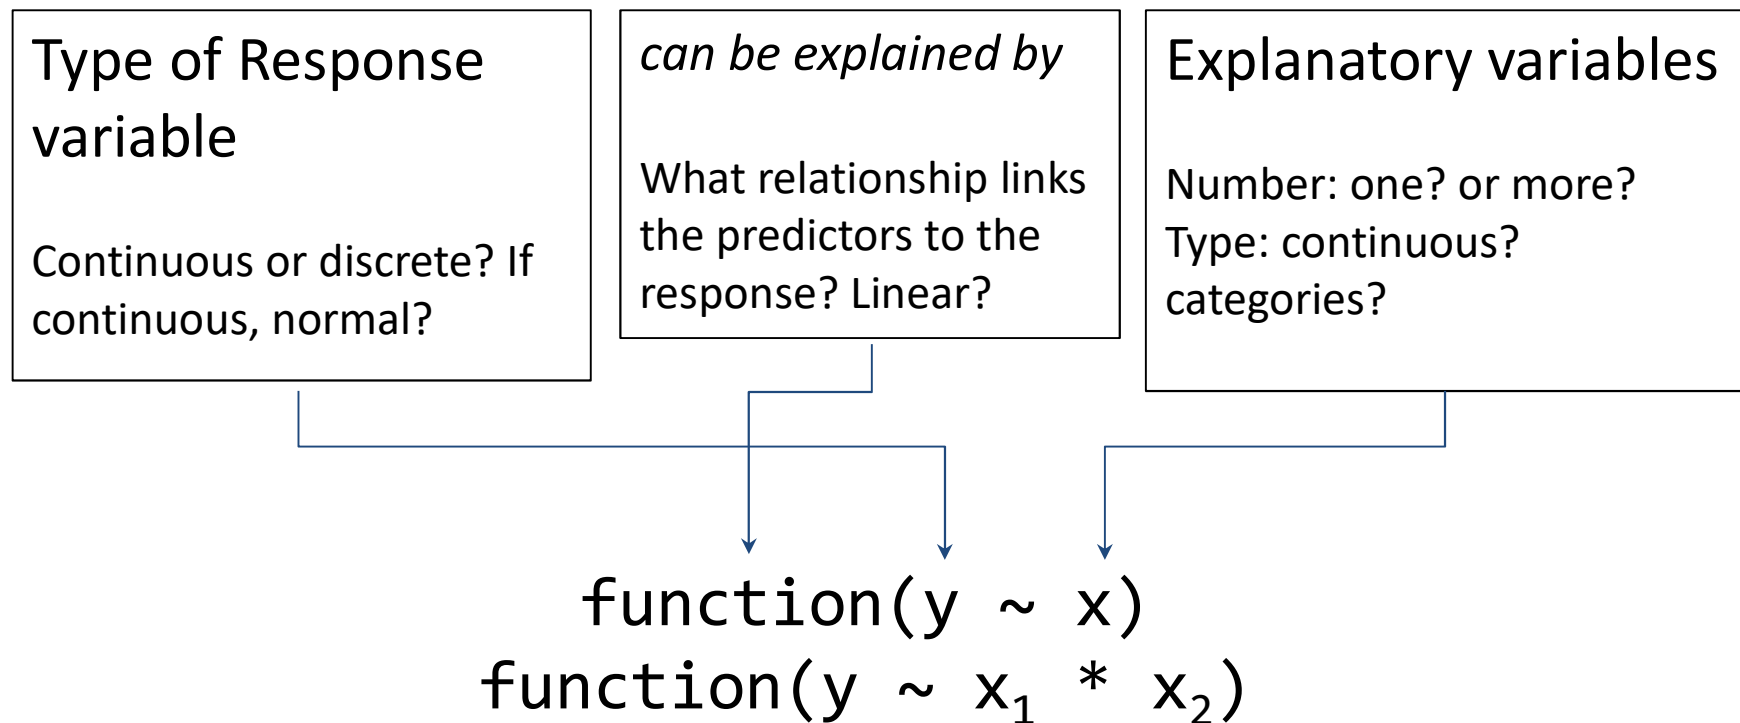 Type of Response
variable
Continuous or discrete? If
continuous, normal?
can be explained by
What relationship links
the predictors to the
response? Linear?
Explanatory variables
Number: one? or more?
Type: continuous?
categories?
function(y ~ x)
function(y ~ x₁ * x₂)